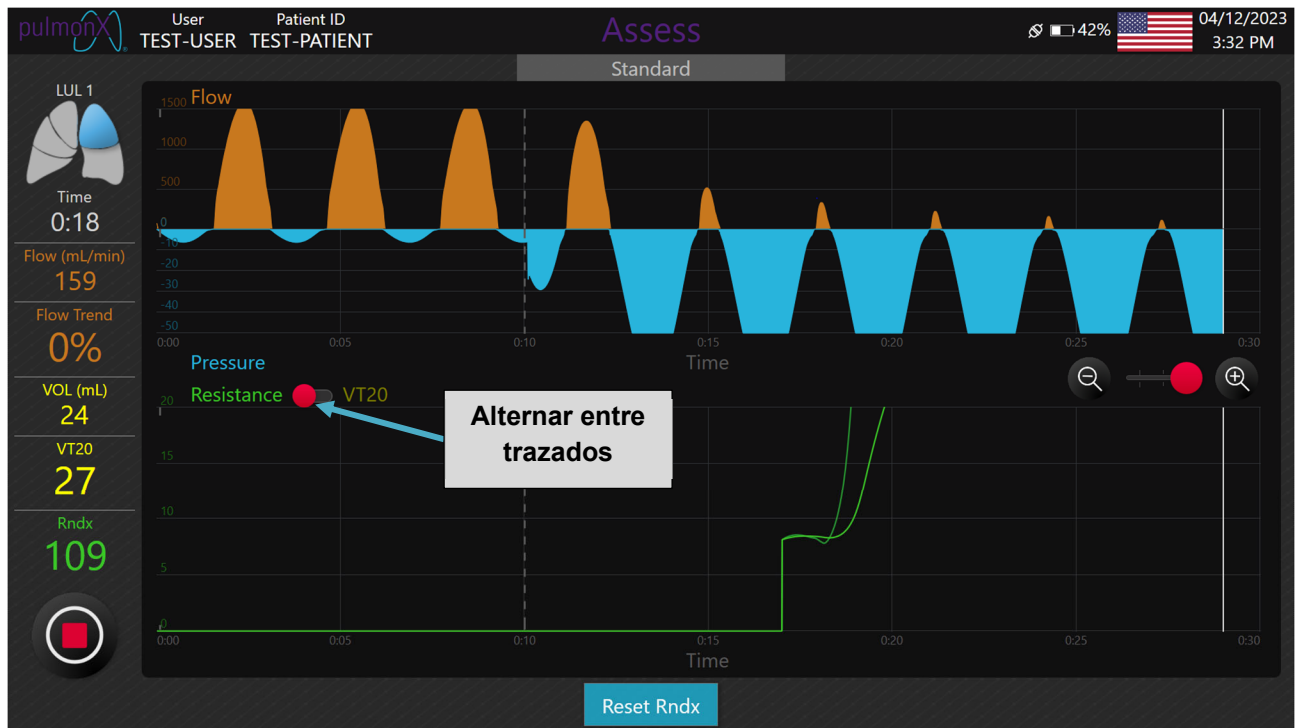 pulmonX®
User
TEST-USER
Patient ID
TEST-PATIENT
Assess
42%
04/12/2023
3:32 PM
Standard
LUL 1
Time
0:18
Flow (mL/min)
159
Flow Trend
0%
VOL (mL)
24
VT20
27
Rndx
109
Flow
1500
1000
500
0
-10
-20
-30
-40
-50
0:00 0:05 0:10 0:15 0:20 0:25 0:30
Pressure
Time
Resistance VT20
Alternar entre
trazados
20
15
10
5
0
0:00 0:05 0:10 0:15 0:20 0:25 0:30
Time
Reset Rndx